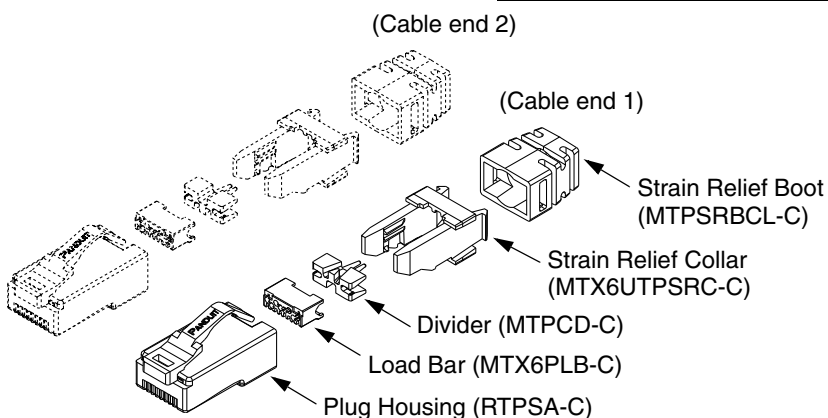 (Cable end 2)
(Cable end 1)
Strain Relief Boot
(MTPSRBCL-C)
Strain Relief Collar
(MTX6UTPSRC-C)
Divider (MTPCD-C)
Load Bar (MTX6PLB-C)
Plug Housing (RTPSA-C)
PANDUIT
PANDUIT